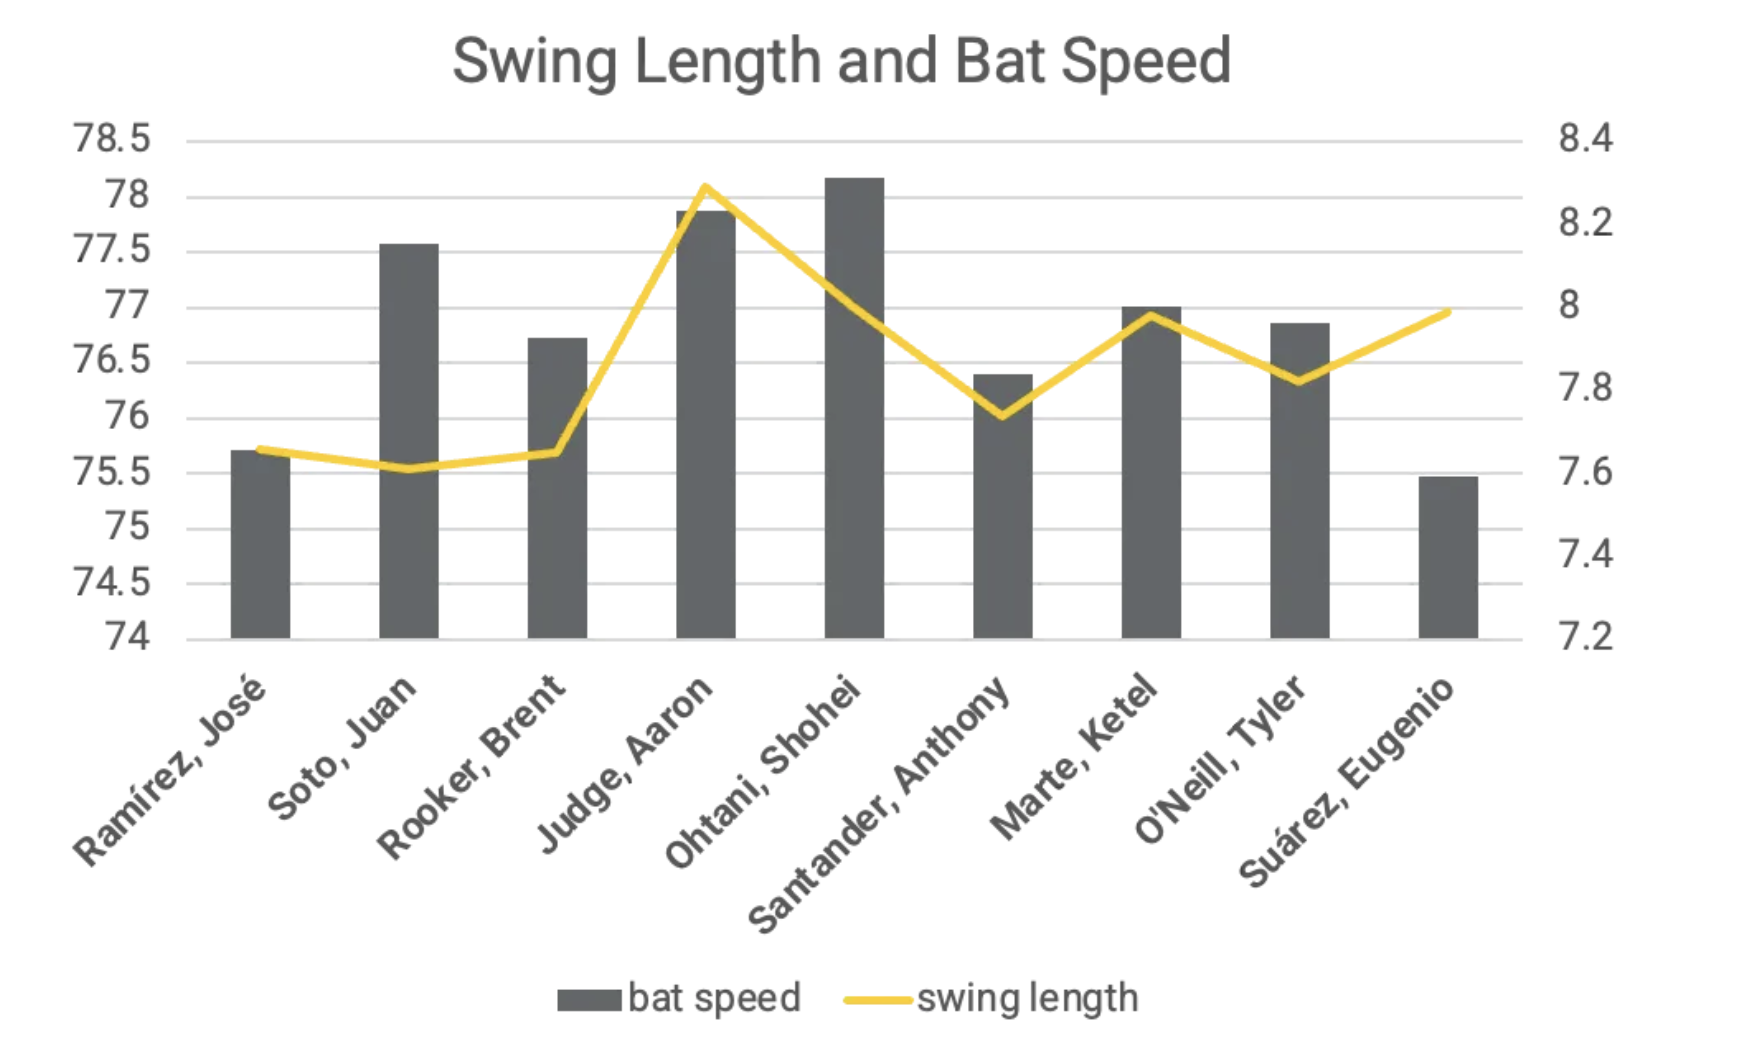 Swing Length and Bat Speed
78.5
78
77.5
77
76.5
76
75.5
75
74.5
74
8.4
8.2
8
7.8
7.6
7.4
7.2
Ramírez, José
Soto, Juan
Rooker, Brent
Judge, Aaron
Ohtani, Shohei
Santander, Anthony
Marte, Ketel
O'Neill, Tyler
Suárez, Eugenio
bat speed
swing length